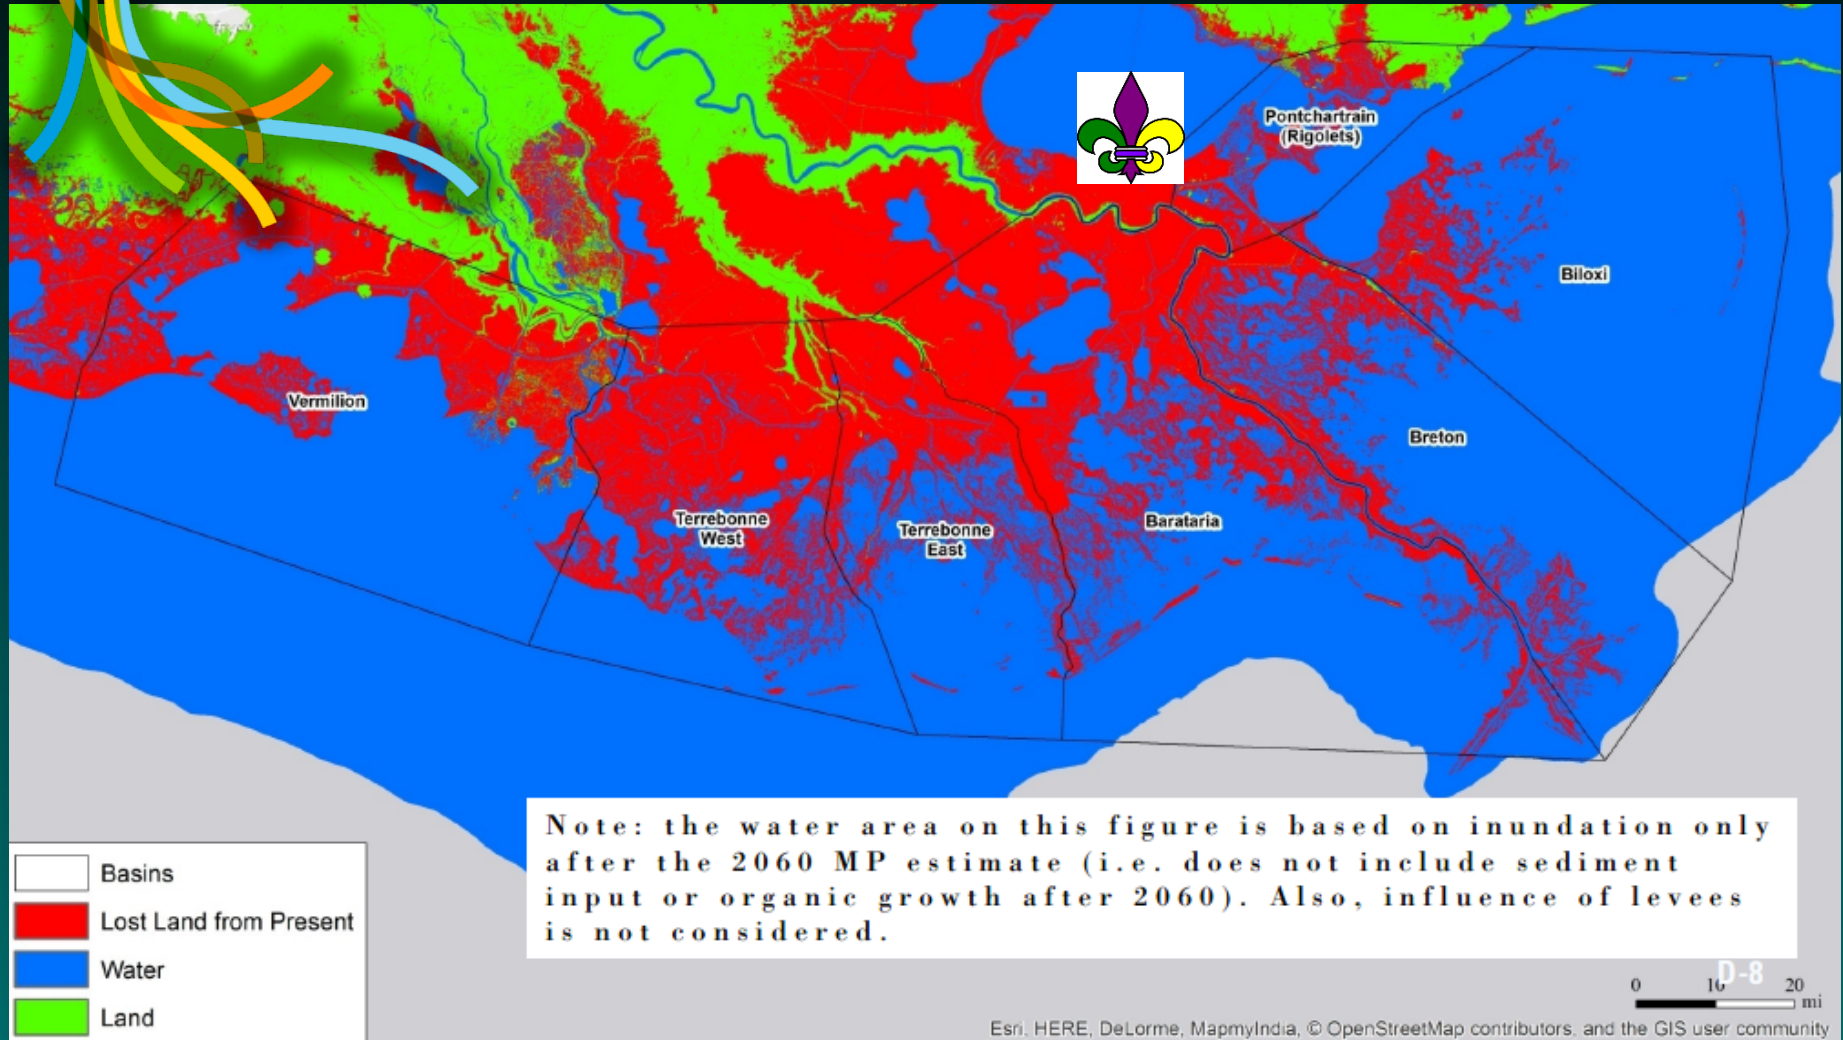 Pontchartrain
(Rigolets)
Biloxi
Vermilion
Breton
Terrebonne
West
Terrebonne
East
Barataria
Note: the water area on this figure is based on inundation only
after the 2060 MP estimate (i.e. does not include sediment
input or organic growth after 2060). Also, influence of levees
is not considered.
Basins
Lost Land from Present
Water
Land
D-8
0 10 20
mi
Esri, HERE, DeLorme, MapmyIndia, © OpenStreetMap contributors, and the GIS user community